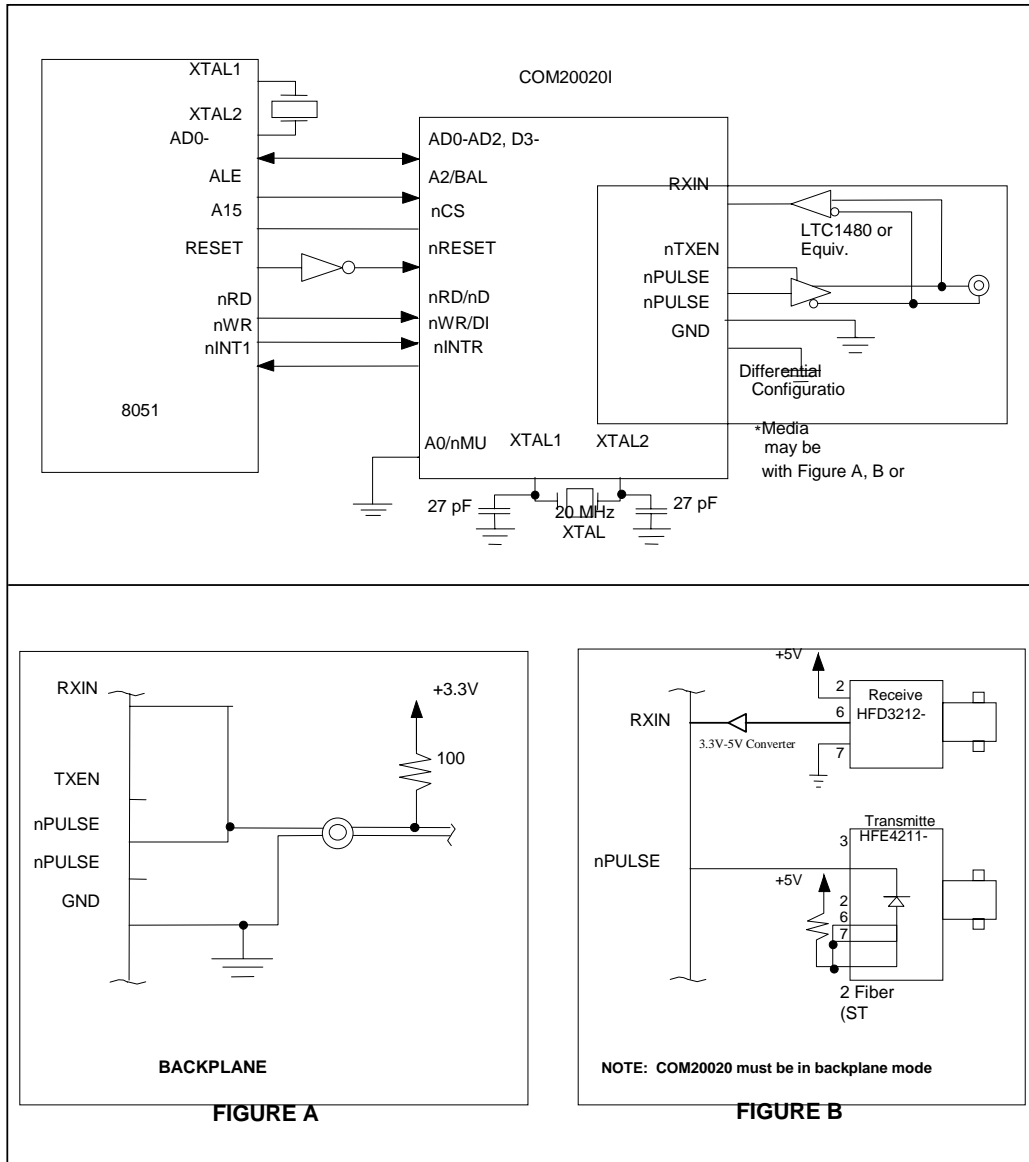 COM20020I
XTAL1
XTAL2
AD0-
ALE
A15
RESET
nRD
nWR
nINT1
8051
AD0-AD2, D3-
A2/BAL
nCS
nRESET
nRD/nD
nWR/DI
nINTR
A0/nMU
XTAL1 XTAL2
RXIN
nTXEN
nPULSE
nPULSE
GND
LTC1480 or
Equiv.
Differential
Configuratio
*Media
may be
with Figure A, B or
27 pF
20 MHz
XTAL
27 pF
RXIN
TXEN
nPULSE
nPULSE
GND
+3.3V
100
BACKPLANE
FIGURE A
+5V
2
6
7
Receive
HFD3212-
RXIN
3.3V-5V Converter
nPULSE
Transmitte
HFE4211-
3
+5V
2
6
7
2 Fiber
(ST
NOTE: COM20020 must be in backplane mode
FIGURE B